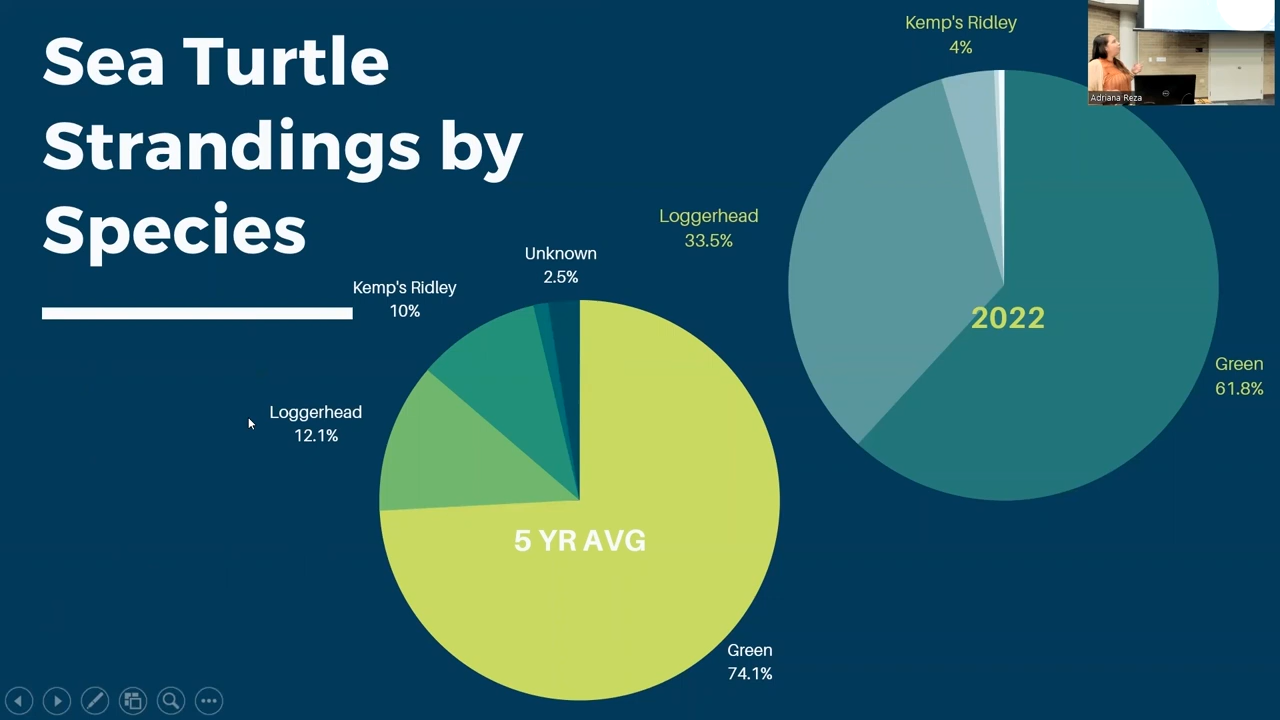 Sea Turtle
Strandings by
Species
Kemp's Ridley
4%
Adriana Reza
Loggerhead
33.5%
2022
Green
61.8%
Unknown
2.5%
Kemp's Ridley
10%
Loggerhead
12.1%
5 YR AVG
Green
74.1%